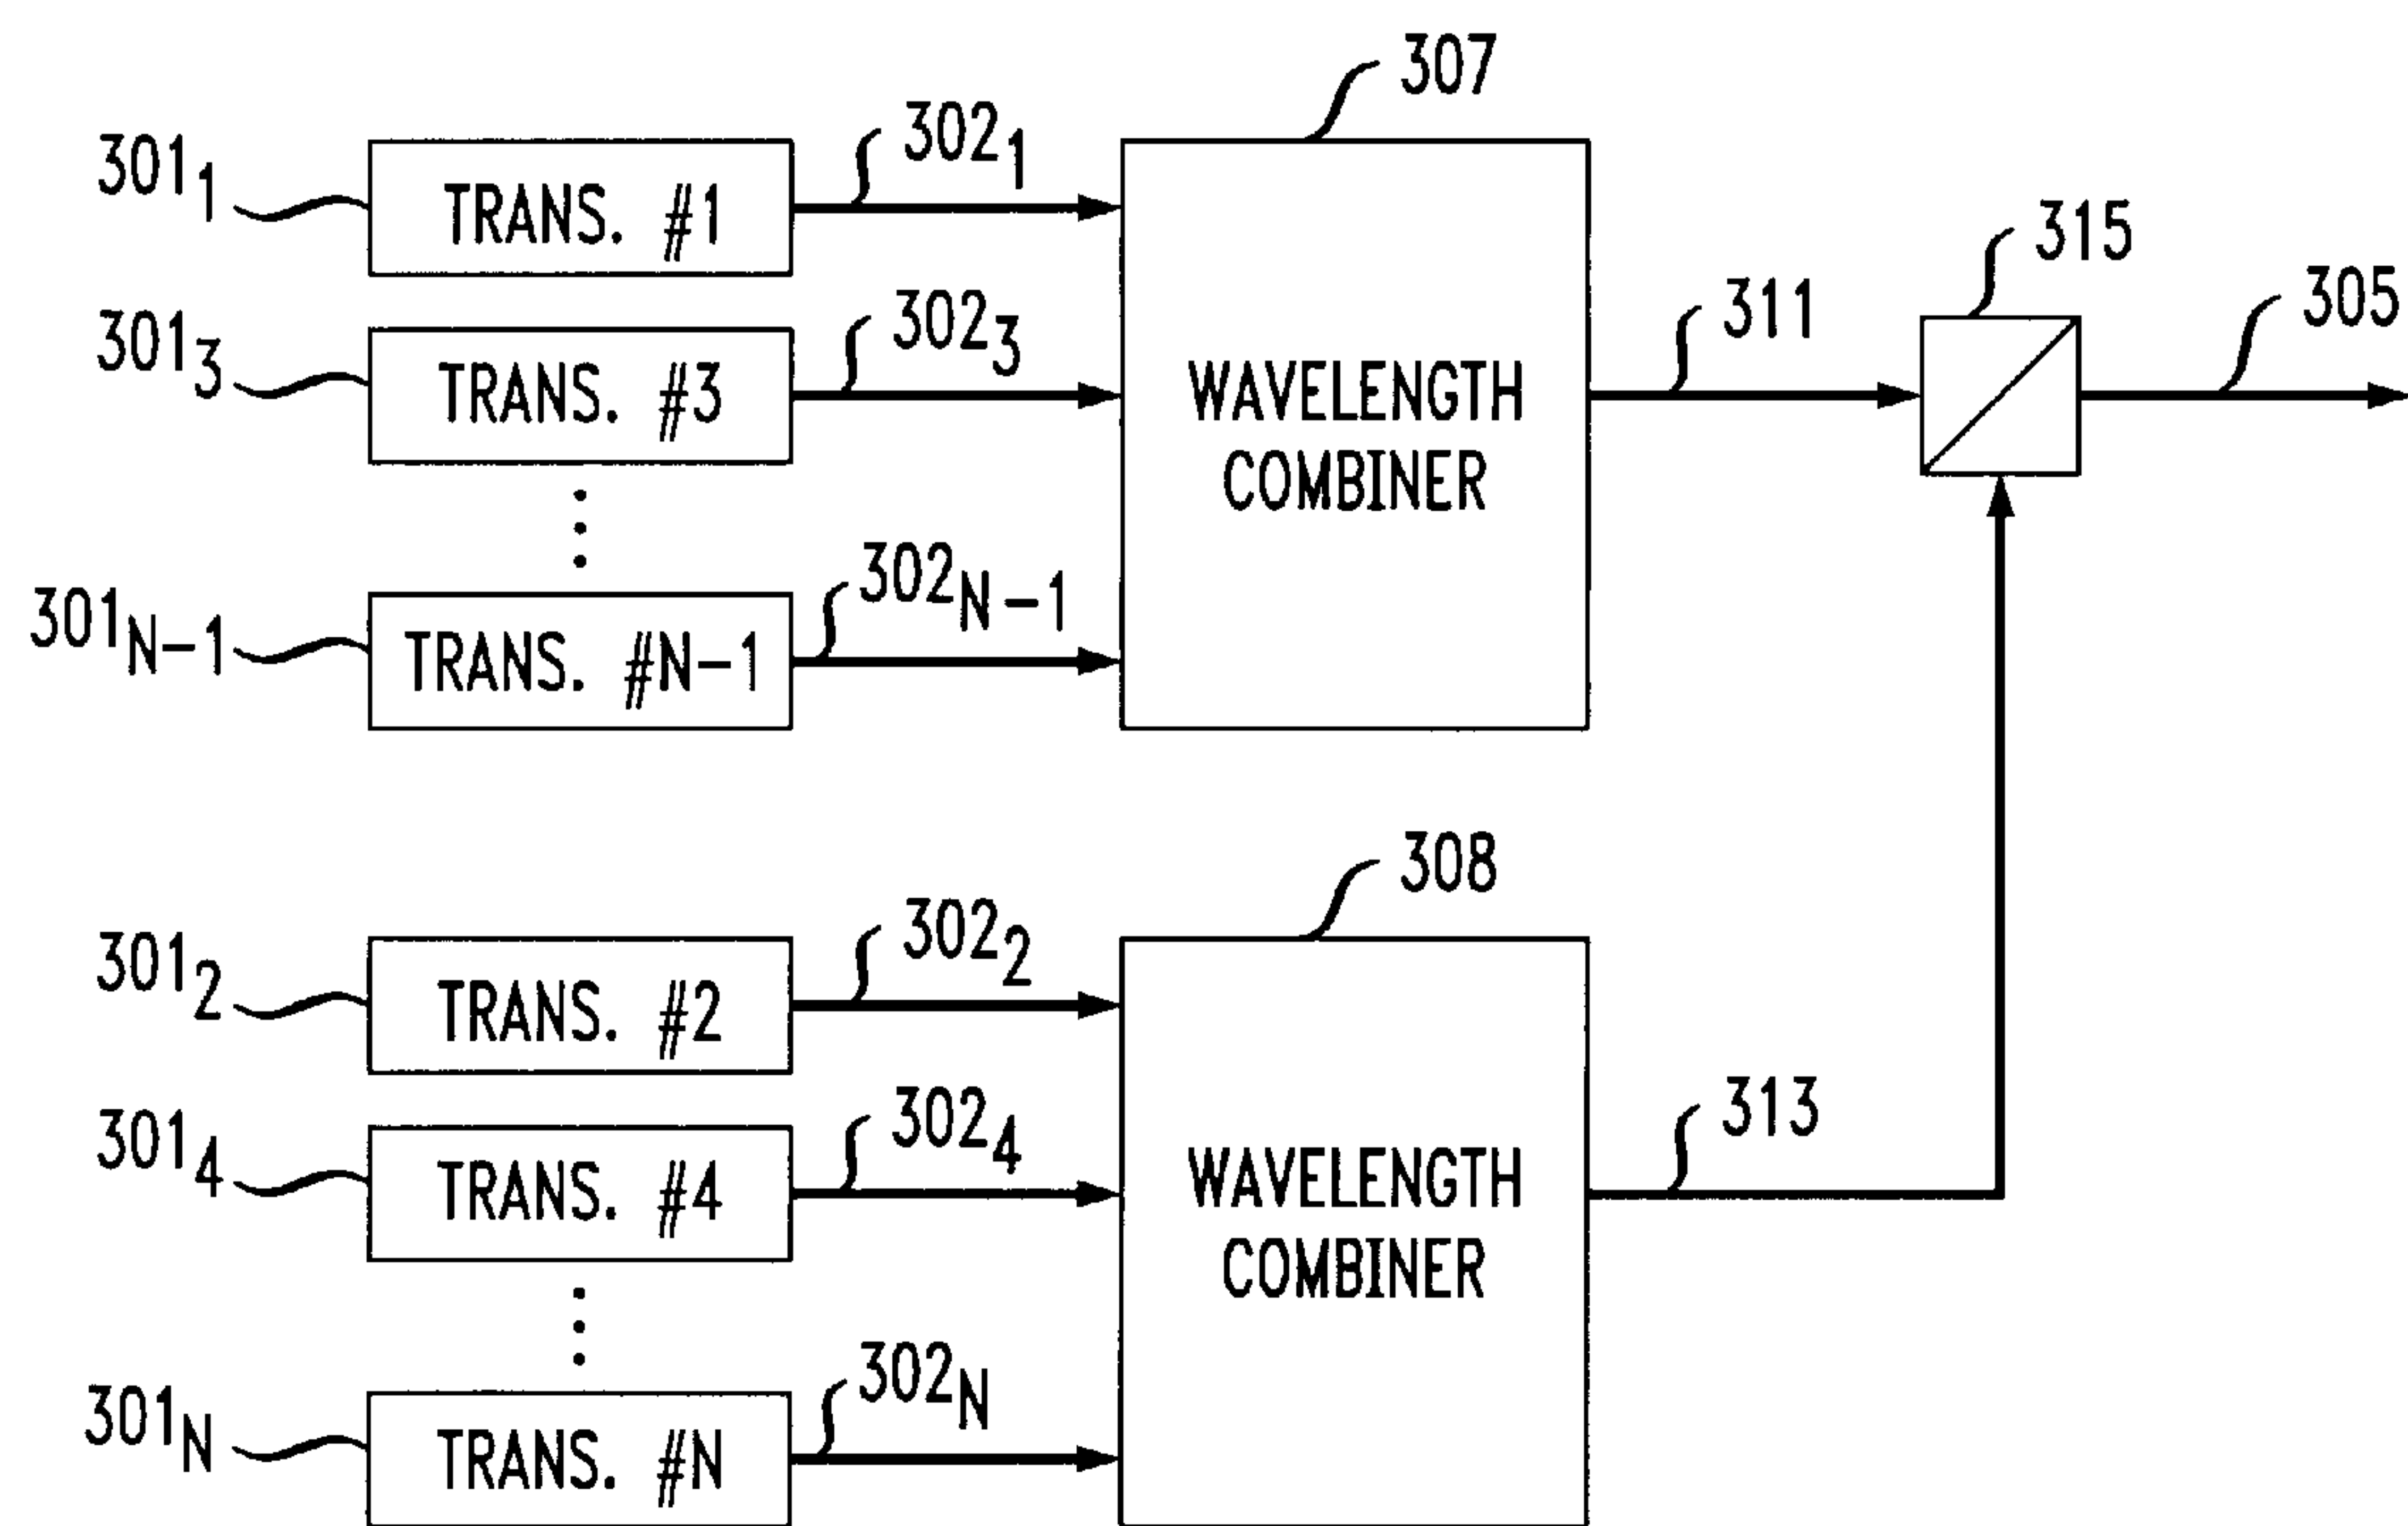 307
301₁
TRANS. #1
302₁
315
301₃
TRANS. #3
302₃
WAVELENGTH
COMBINER
311
305
301N-1
TRANS. #N-1
302N-1
308
301₂
TRANS. #2
302₂
301₄
TRANS. #4
302₄
WAVELENGTH
COMBINER
313
301N
TRANS. #N
302N